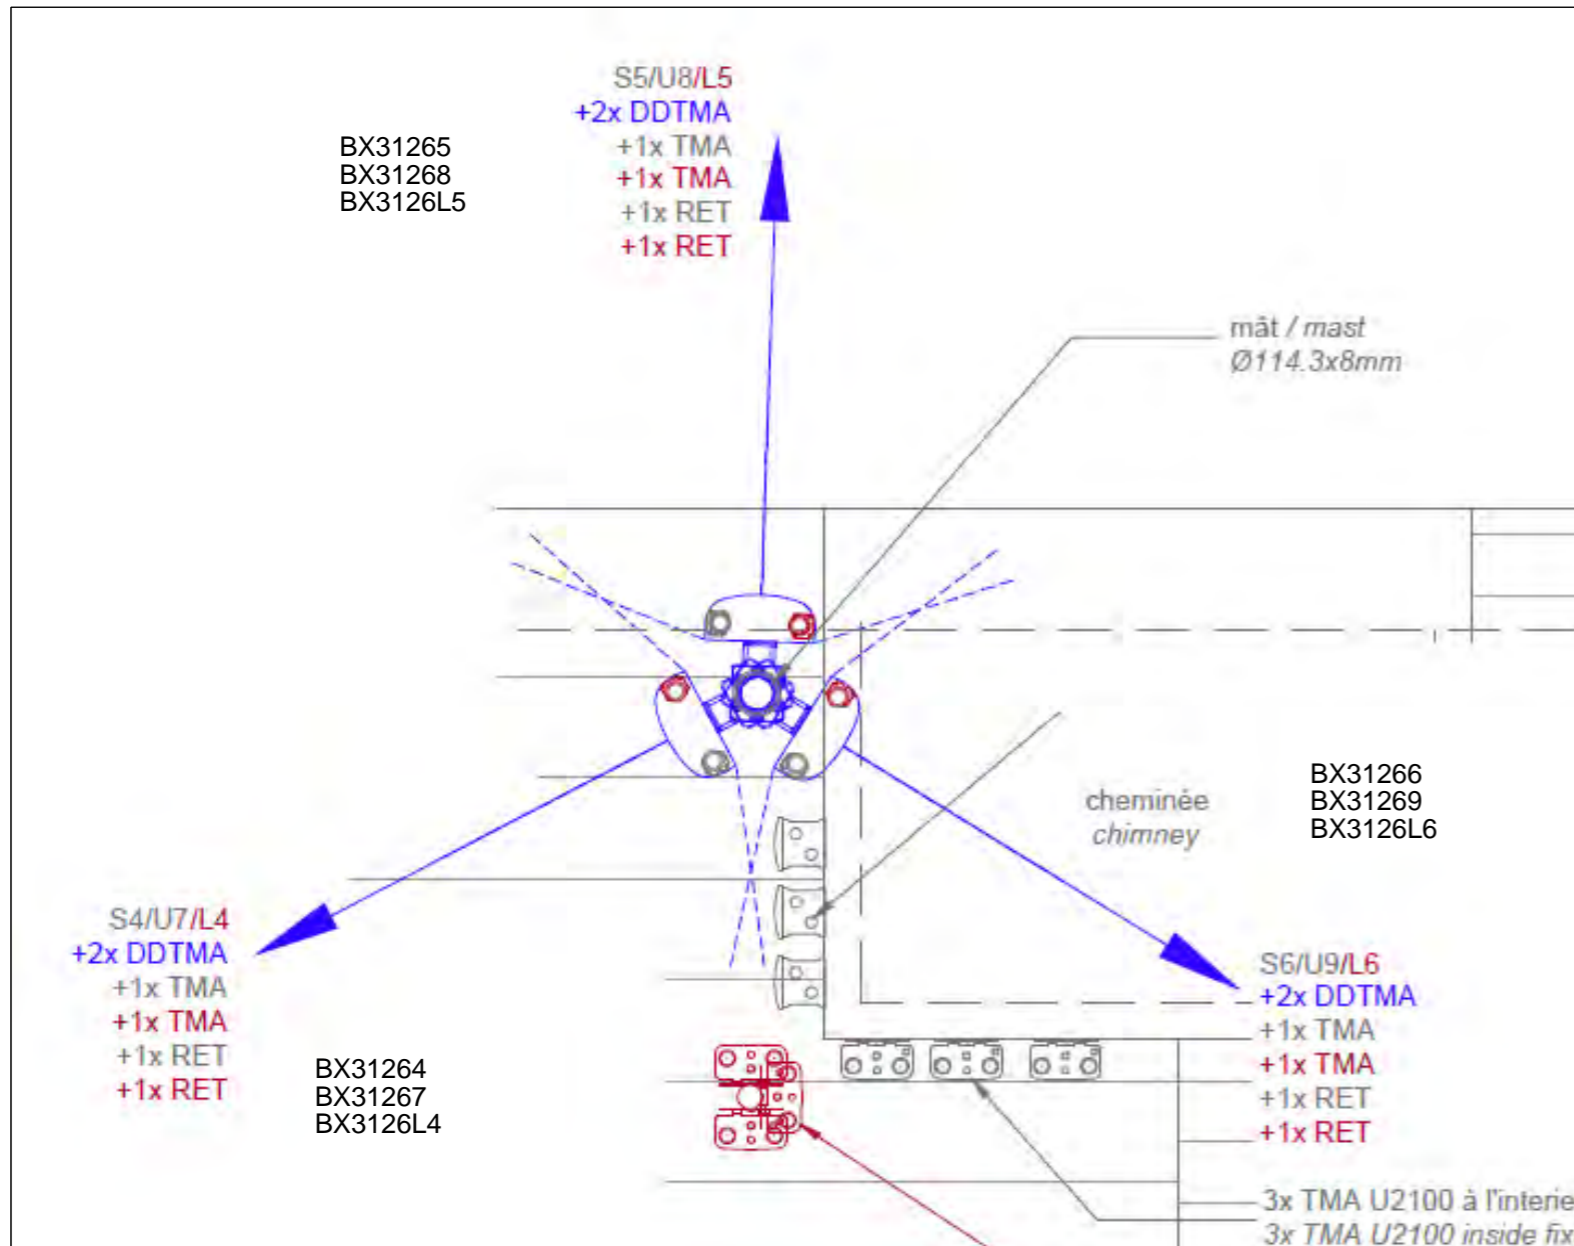 S5/U8/L5
+2x DDTMA
+1x TMA
+1x TMA
+1x RET
+1x RET
BX31265
BX31268
BX3126L5
mât / mast
Ø114.3x8mm
cheminée
chimney
BX31266
BX31269
BX3126L6
S4/U7/L4
+2x DDTMA
+1x TMA
+1x TMA
+1x RET
+1x RET
BX31264
BX31267
BX3126L4
S6/U9/L6
+2x DDTMA
+1x TMA
+1x TMA
+1x RET
+1x RET
3x TMA U2100 à l'interie
3x TMA U2100 inside fix